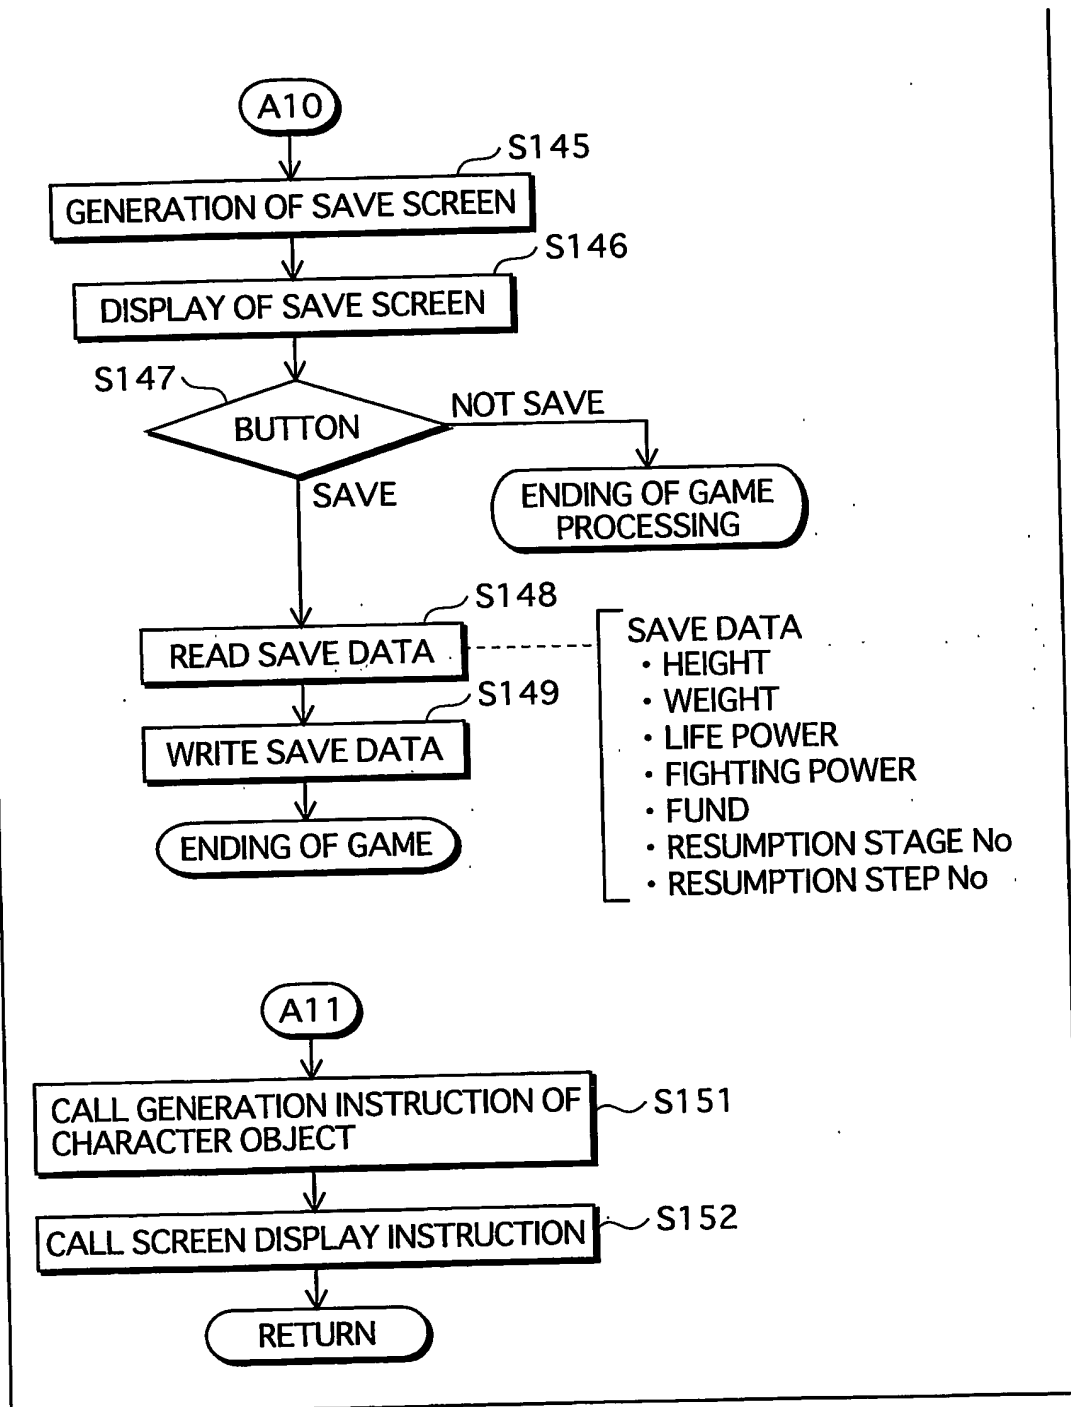 A10
S145
GENERATION OF SAVE SCREEN
S146
DISPLAY OF SAVE SCREEN
S147
BUTTON
NOT SAVE
ENDING OF GAME
PROCESSING
SAVE
S148
READ SAVE DATA
SAVE DATA
・HEIGHT
・WEIGHT
・LIFE POWER
・FIGHTING POWER
・FUND
・RESUMPTION STAGE No
・RESUMPTION STEP No
S149
WRITE SAVE DATA
ENDING OF GAME
A11
CALL GENERATION INSTRUCTION OF
CHARACTER OBJECT
S151
CALL SCREEN DISPLAY INSTRUCTION
S152
RETURN